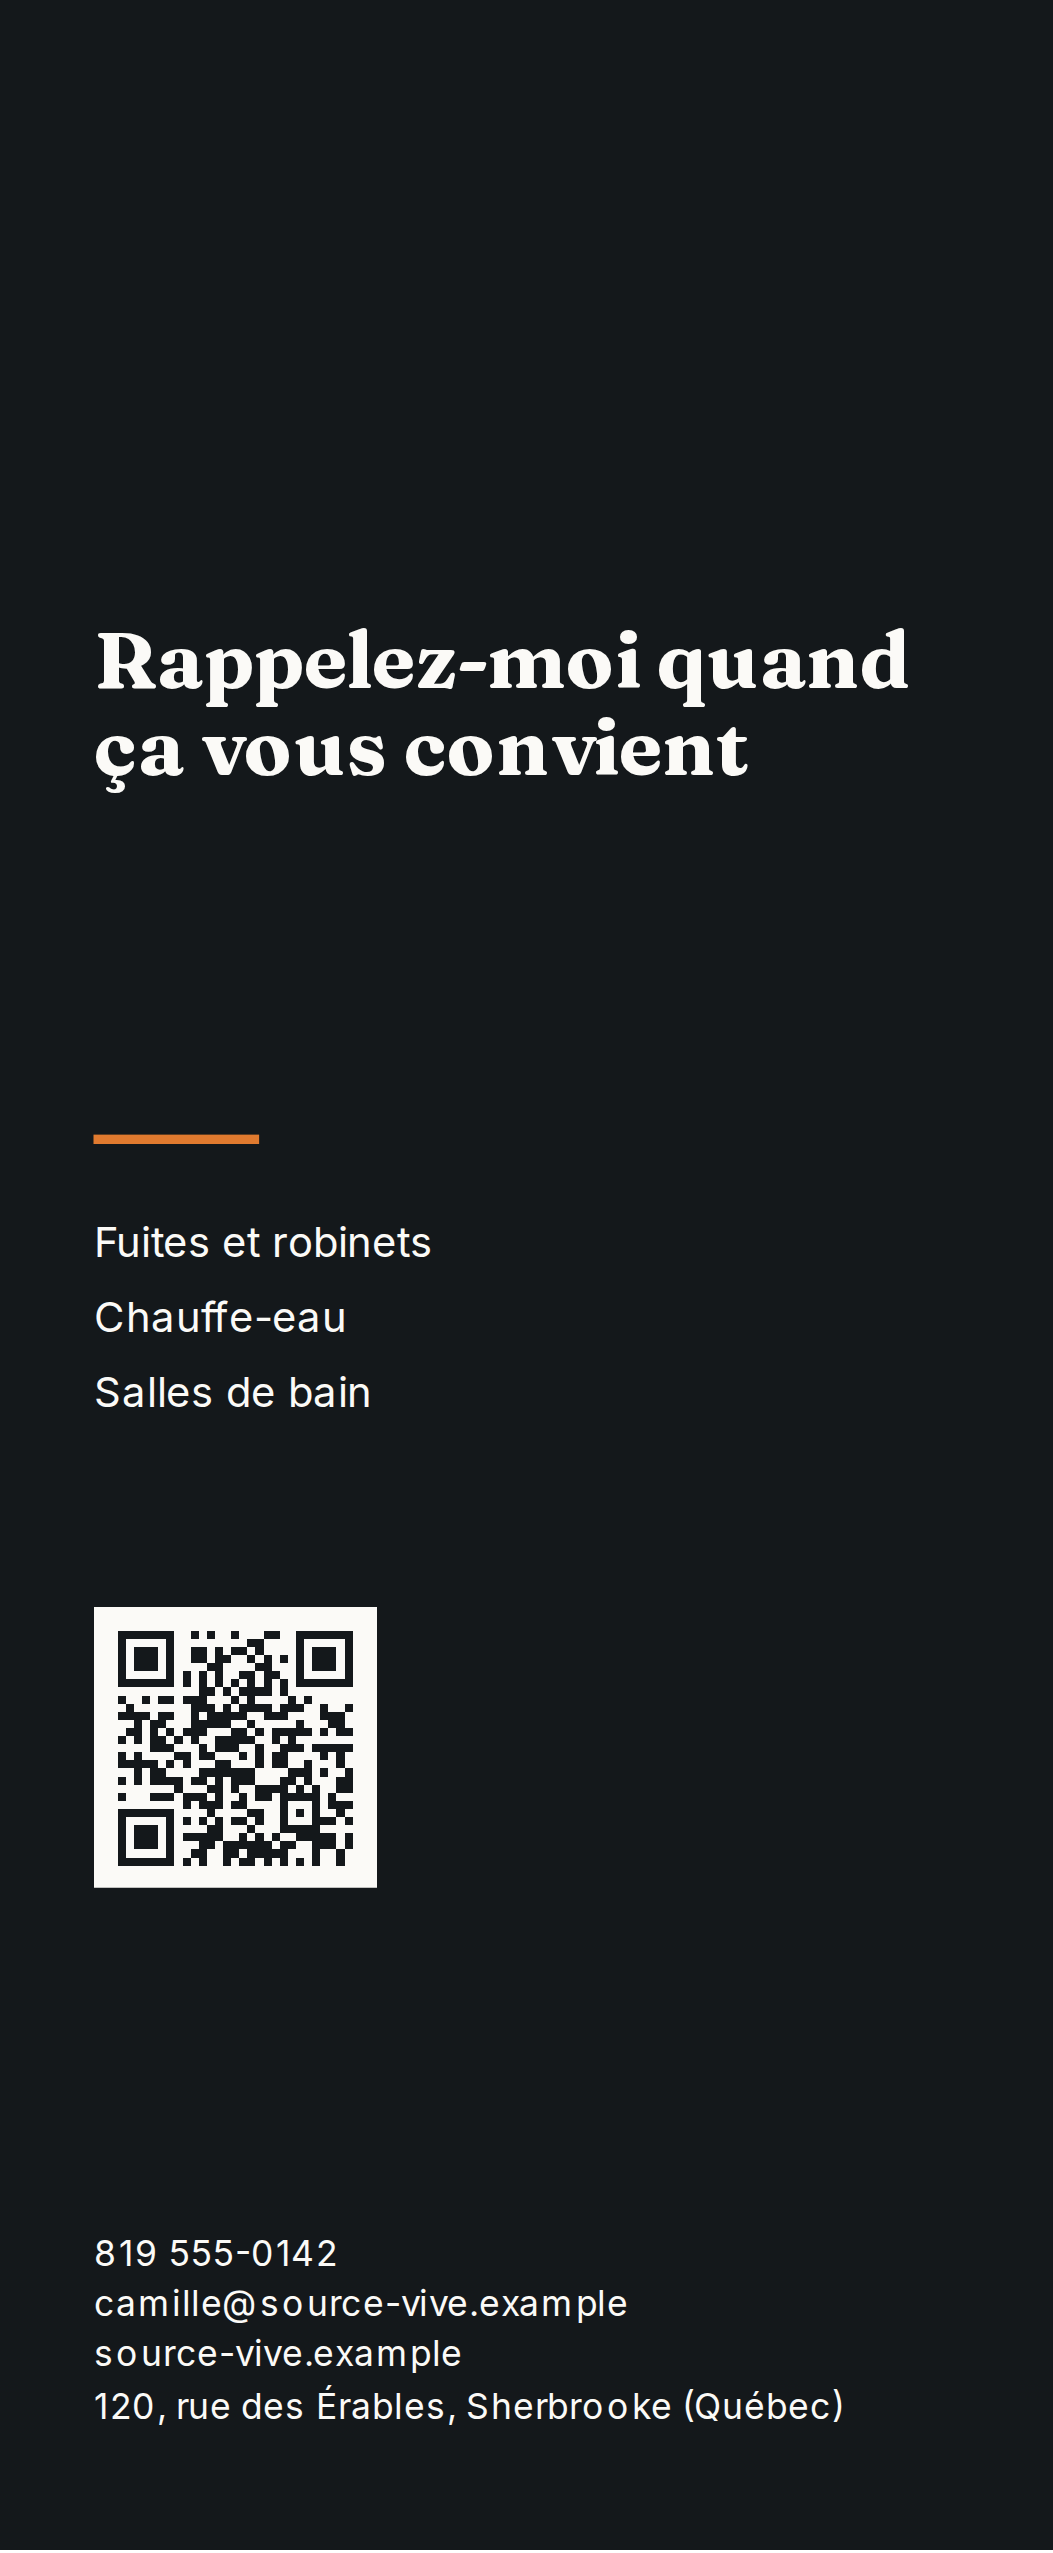 Rappelez-moi quand
ça vous convient
Fuites et robinets
Chauffe-eau
Salles de bain
819 555-0142
camille@source-vive.example
source-vive.example
120, rue des Érables, Sherbrooke (Québec)